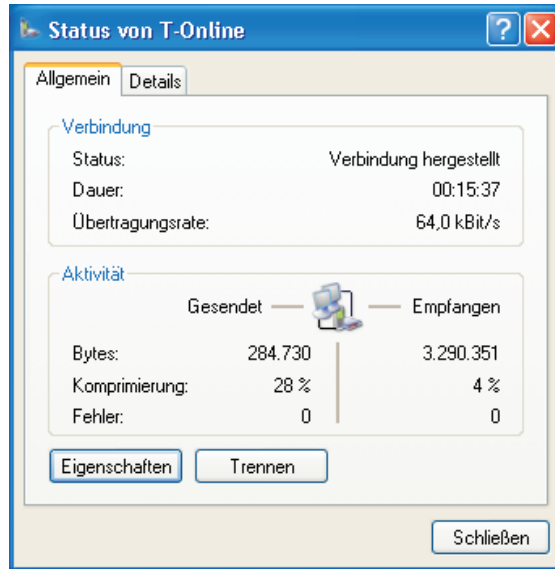 Status von T-Online
Allgemein Details
Verbindung
Status: Verbindung hergestellt
Dauer: 00:15:37
Übertragungsrate: 64,0 kBit/s
Aktivität
Gesendet Empfangen
Bytes: 284.730 3.290.351
Komprimierung: 28 % 4 %
Fehler: 0 0
Eigenschaften Trennen
Schließen